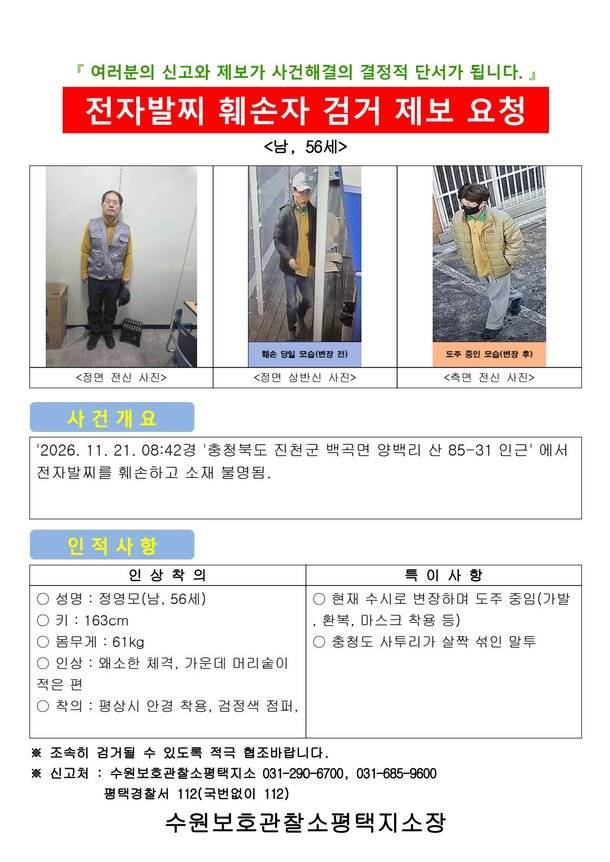 『 여러분의 신고와 제보가 사건해결의 결정적 단서가 됩니다. 』
전자발찌 훼손자 검거 제보 요청
<남, 56세>
훼손 당일 모습(변장 전)
도주 중인 모습(변장 후)
<정면 전신 사진>
<정면 상반신 사진>
<측면 전신 사진>
사 건 개 요
'2026. 11. 21. 08:42경 '충청북도 진천군 백곡면 양백리 산 85-31 인근' 에서
전자발찌를 훼손하고 소재 불명됨.
인 적 사 항
인 상 착 의
○ 성명 : 정영모(남, 56세)
○ 키 : 163cm
○ 몸무게 : 61kg
○ 인상 : 왜소한 체격, 가운데 머리숱이
적은 편
○ 착의 : 평상시 안경 착용, 검정색 점퍼,
특 이 사 항
○ 현재 수시로 변장하며 도주 중임(가발
, 환복, 마스크 착용 등)
○ 충청도 사투리가 살짝 섞인 말투
※ 조속히 검거될 수 있도록 적극 협조바랍니다.
※ 신고처 : 수원보호관찰소평택지소 031-290-6700, 031-685-9600
평택경찰서 112(국번없이 112)
수원보호관찰소평택지소장